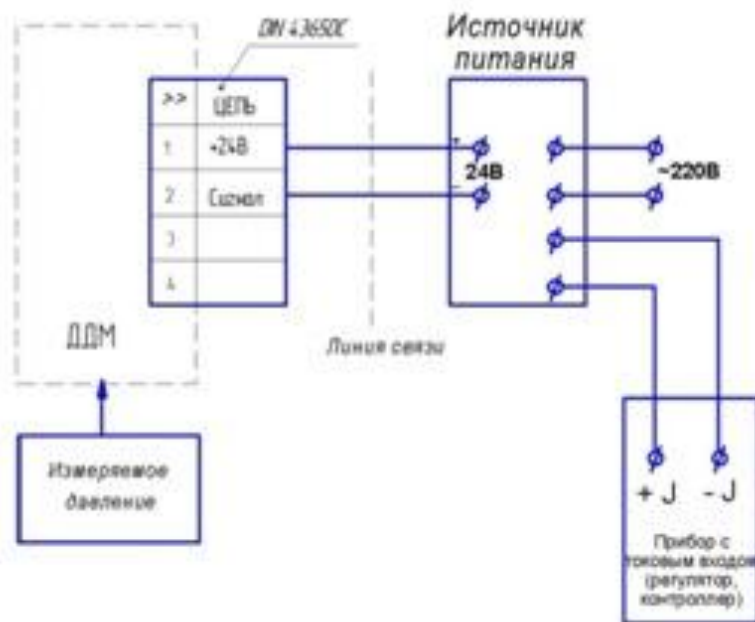 DIN 43650C
Источник
питания
>> ЦЕПЬ
1 +24В
2 Сигнал
3
4
+
24В
-
~220В
ДДМ
Линия связи
Измеряемое
давление
+ J - J
Прибор с
токовым входом
(регулятор,
контроллер)